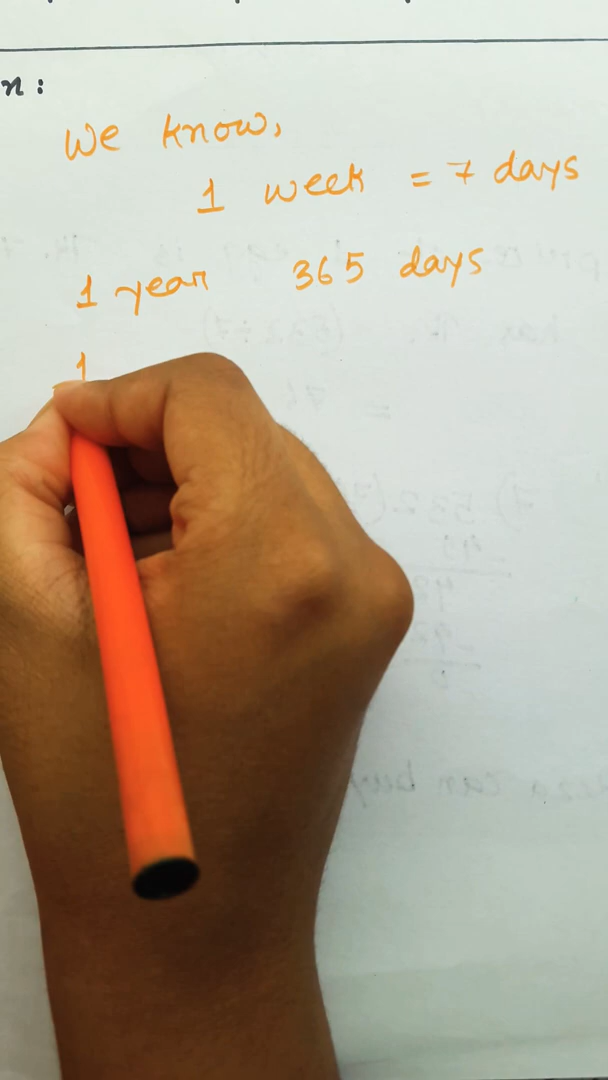 n:
We know,
1 week = 7 days
1 year 365 days
1